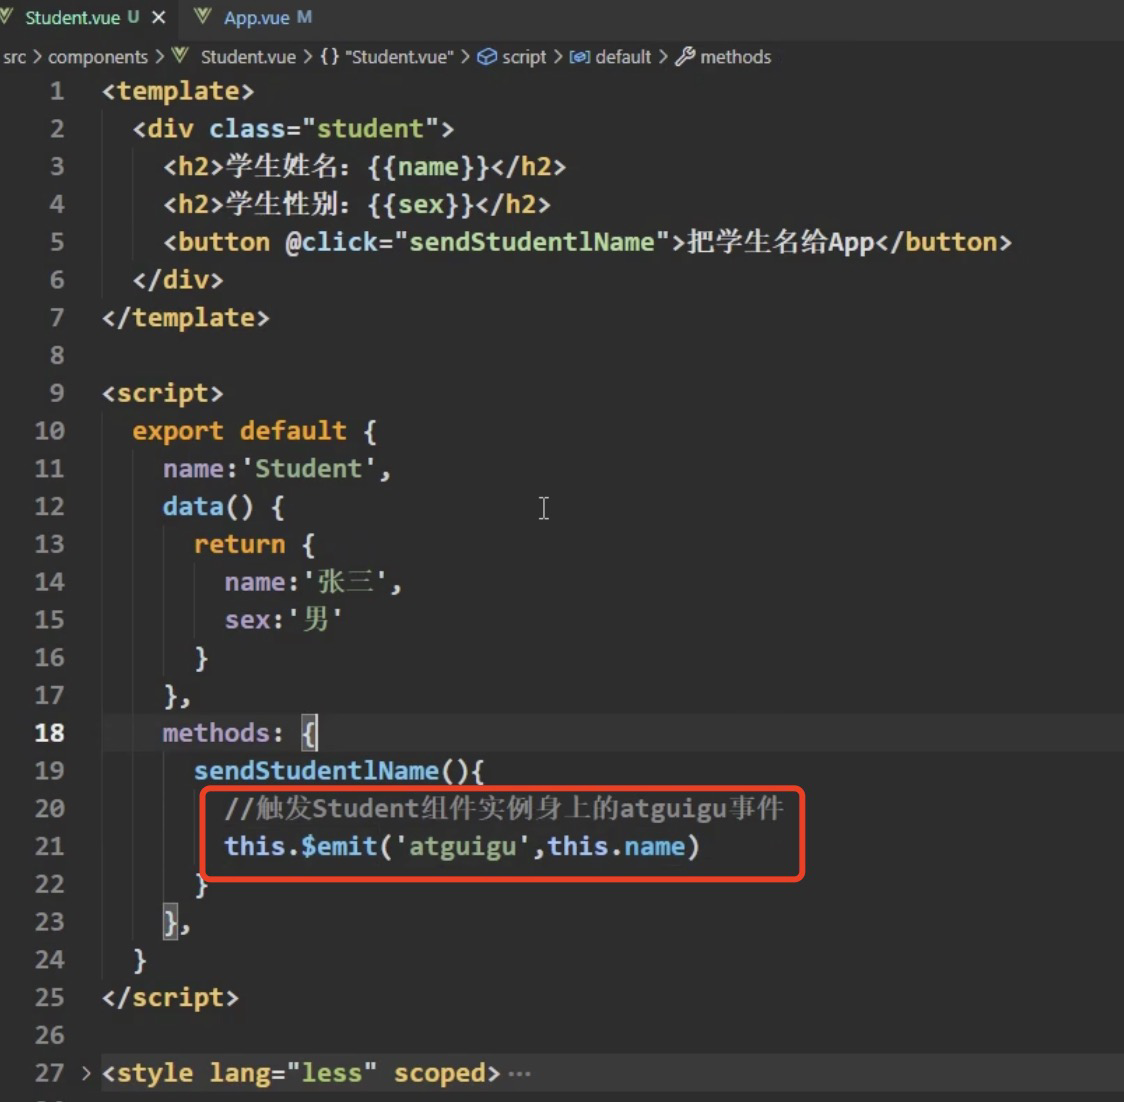 Student.vue U × App.vue M
src > components > Student.vue > {} "Student.vue" > script > default > methods
1 <template>
2 <div class="student">
3 <h2>学生姓名：{{name}}</h2>
4 <h2>学生性别：{{sex}}</h2>
5 <button @click="sendStudentlName">把学生名给App</button>
6 </div>
7 </template>
8
9 <script>
10 export default {
11 name:'Student',
12 data() {
13 return {
14 name:'张三',
15 sex:'男'
16 }
17 },
18 methods: {
19 sendStudentlName(){
20 //触发Student组件实例身上的atguigu事件
21 this.$emit('atguigu',this.name)
22 }
23 },
24 }
25 </script>
26
27 > <style lang="less" scoped> ···